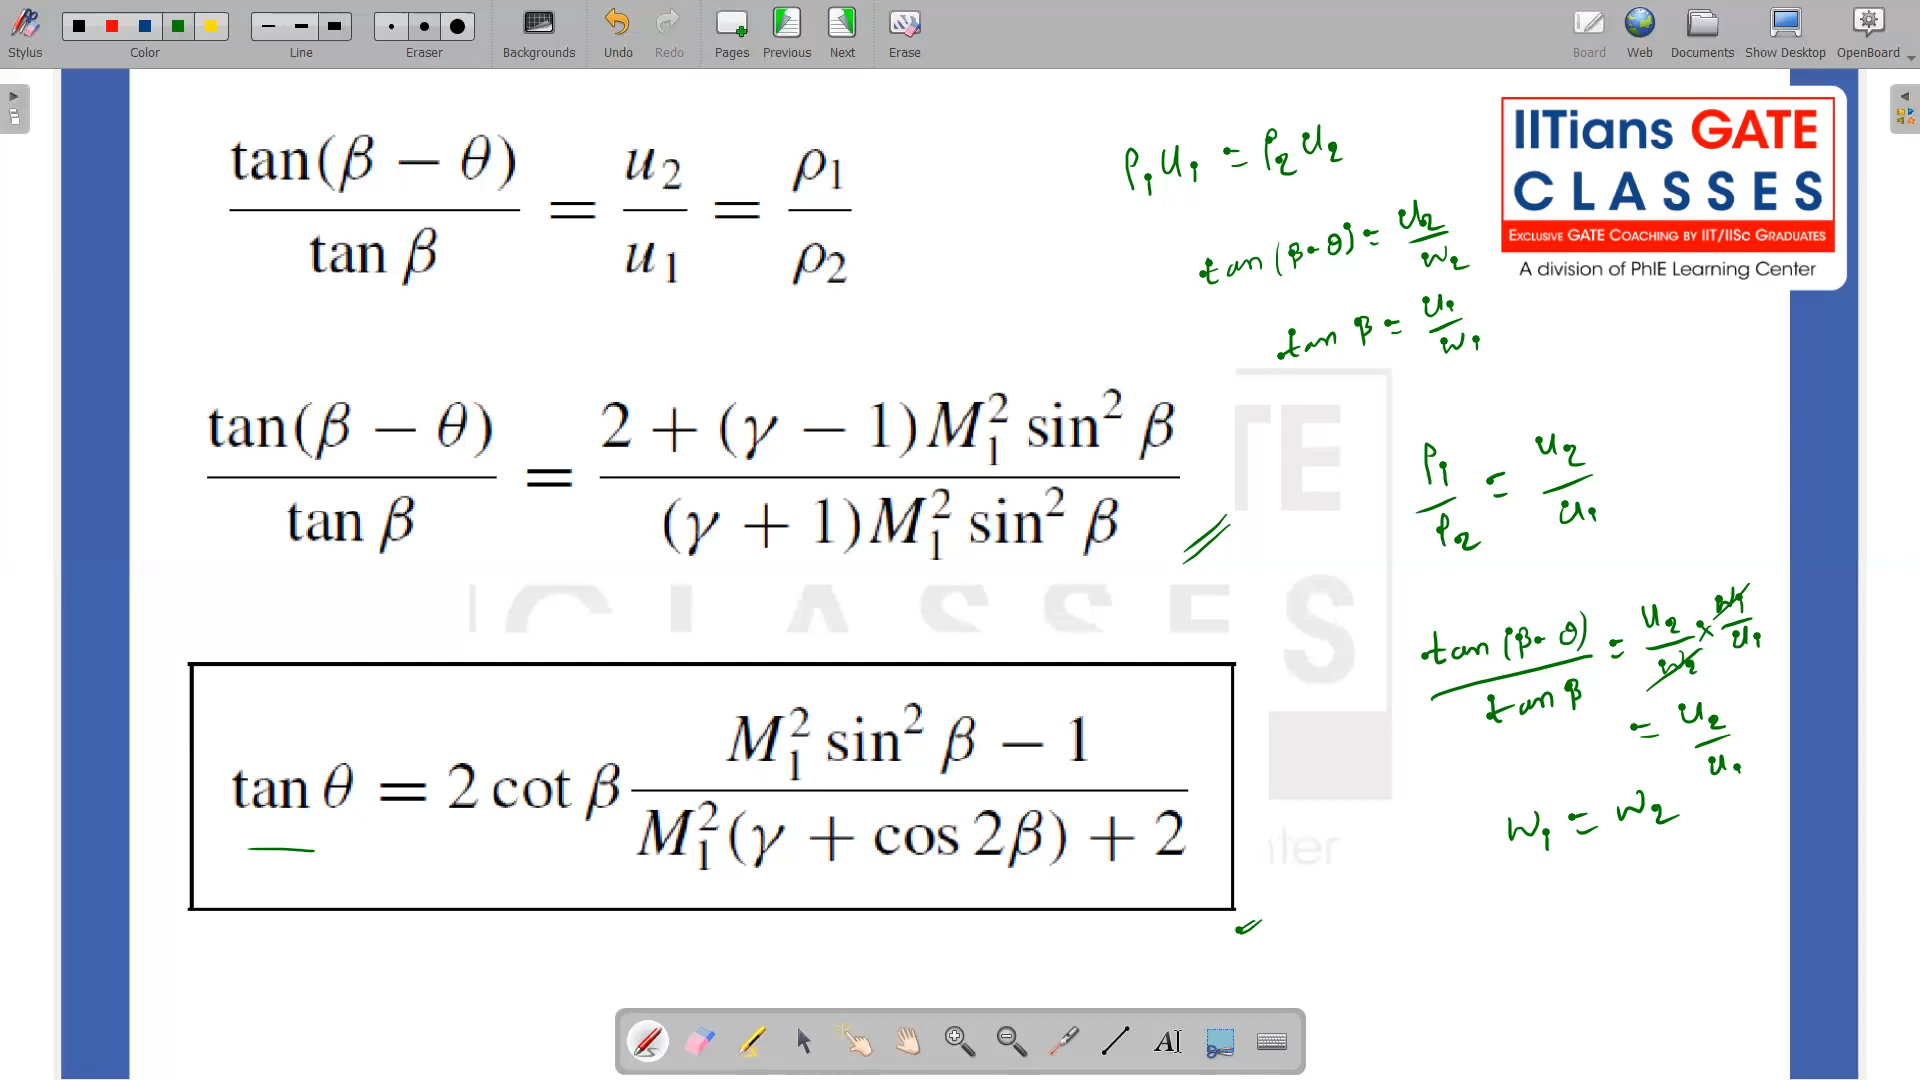 Stylus Color Line Eraser Backgrounds Undo Redo Pages Previous Next Erase Board Web Documents Show Desktop OpenBoard
IITians GATE
CLASSES
EXCLUSIVE GATE COACHING BY IIT/IISc GRADUATES
A division of PhIE Learning Center
tan(β − θ) / tan β = u₂ / u₁ = ρ₁ / ρ₂
ρ₁u₁ = ρ₂u₂
tan(β-θ) = u₂ / w₂
tan β = u₁ / w₁
tan(β − θ) / tan β = 2 + (γ − 1)M₁² sin² β / (γ + 1)M₁² sin² β
ρ₁ / ρ₂ = u₂ / u₁
tan(β-θ) / tan β = u₂ / w₂ × w₁ / u₁
= u₂ / u₁
w₁ = w₂
tan θ = 2 cot β M₁² sin² β − 1 / M₁²(γ + cos 2β) + 2
TE
CLASSES
nter
AI